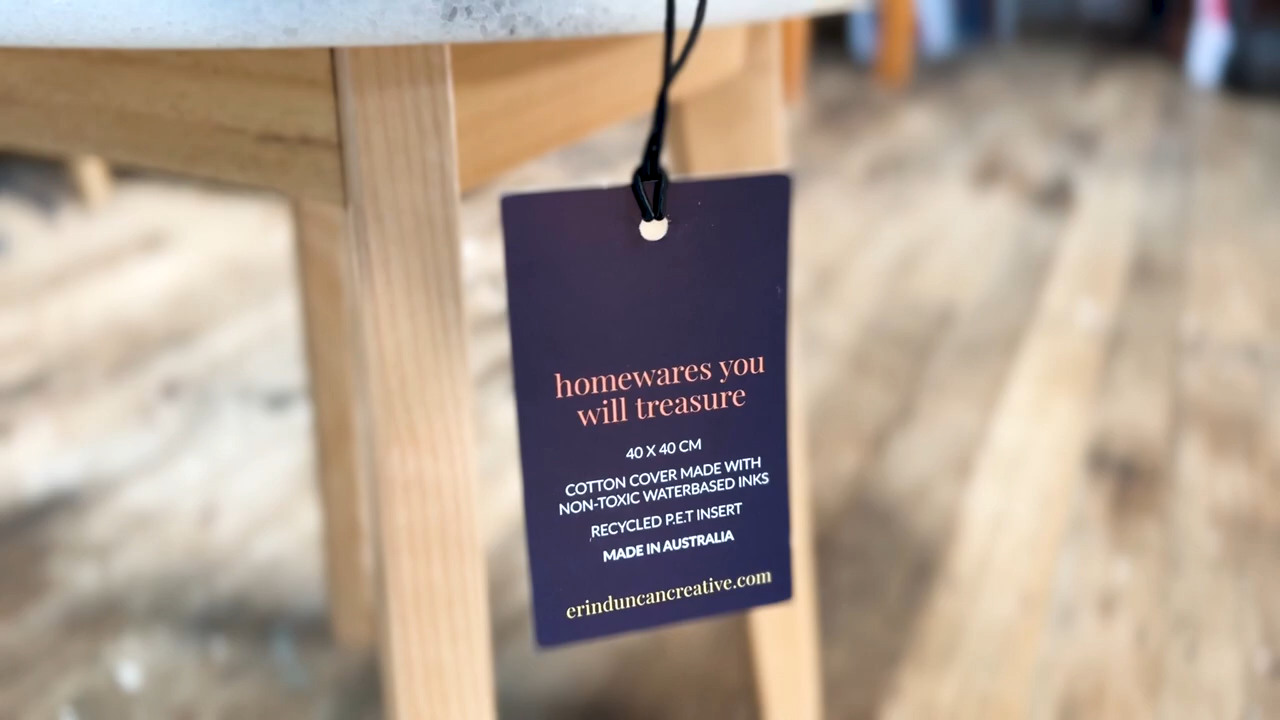 homewares you
will treasure
40 X 40 CM
COTTON COVER MADE WITH
NON-TOXIC WATERBASED INKS
RECYCLED P.E.T INSERT
MADE IN AUSTRALIA
erinduncancreative.com